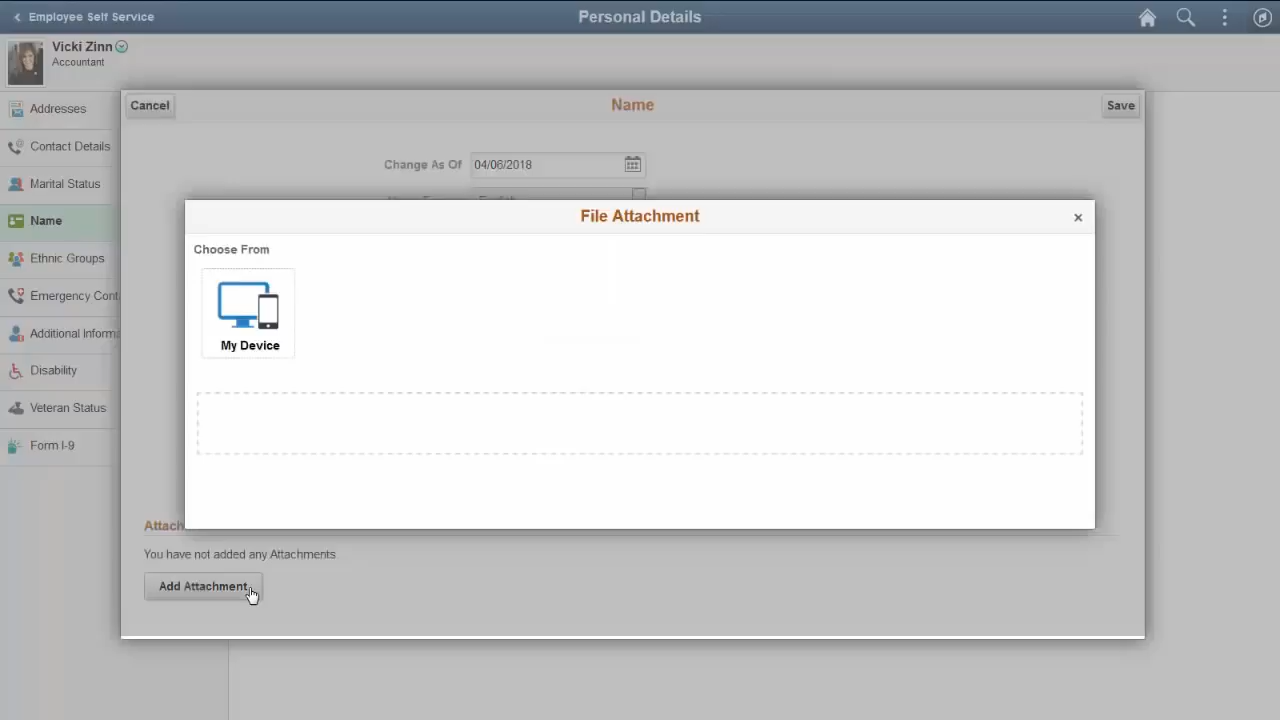 Employee Self Service
Personal Details
Vicki Zinn
Accountant
Addresses
Contact Details
Marital Status
Name
Ethnic Groups
Emergency Cont
Additional Inform
Disability
Veteran Status
Form I-9
Cancel
Name
Save
Change As Of 04/06/2018
English
File Attachment
×
Choose From
My Device
Attach
You have not added any Attachments
Add Attachment